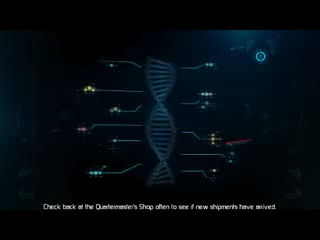 Check back at the Quartermaster's Shop often to see if new shipments have arrived.